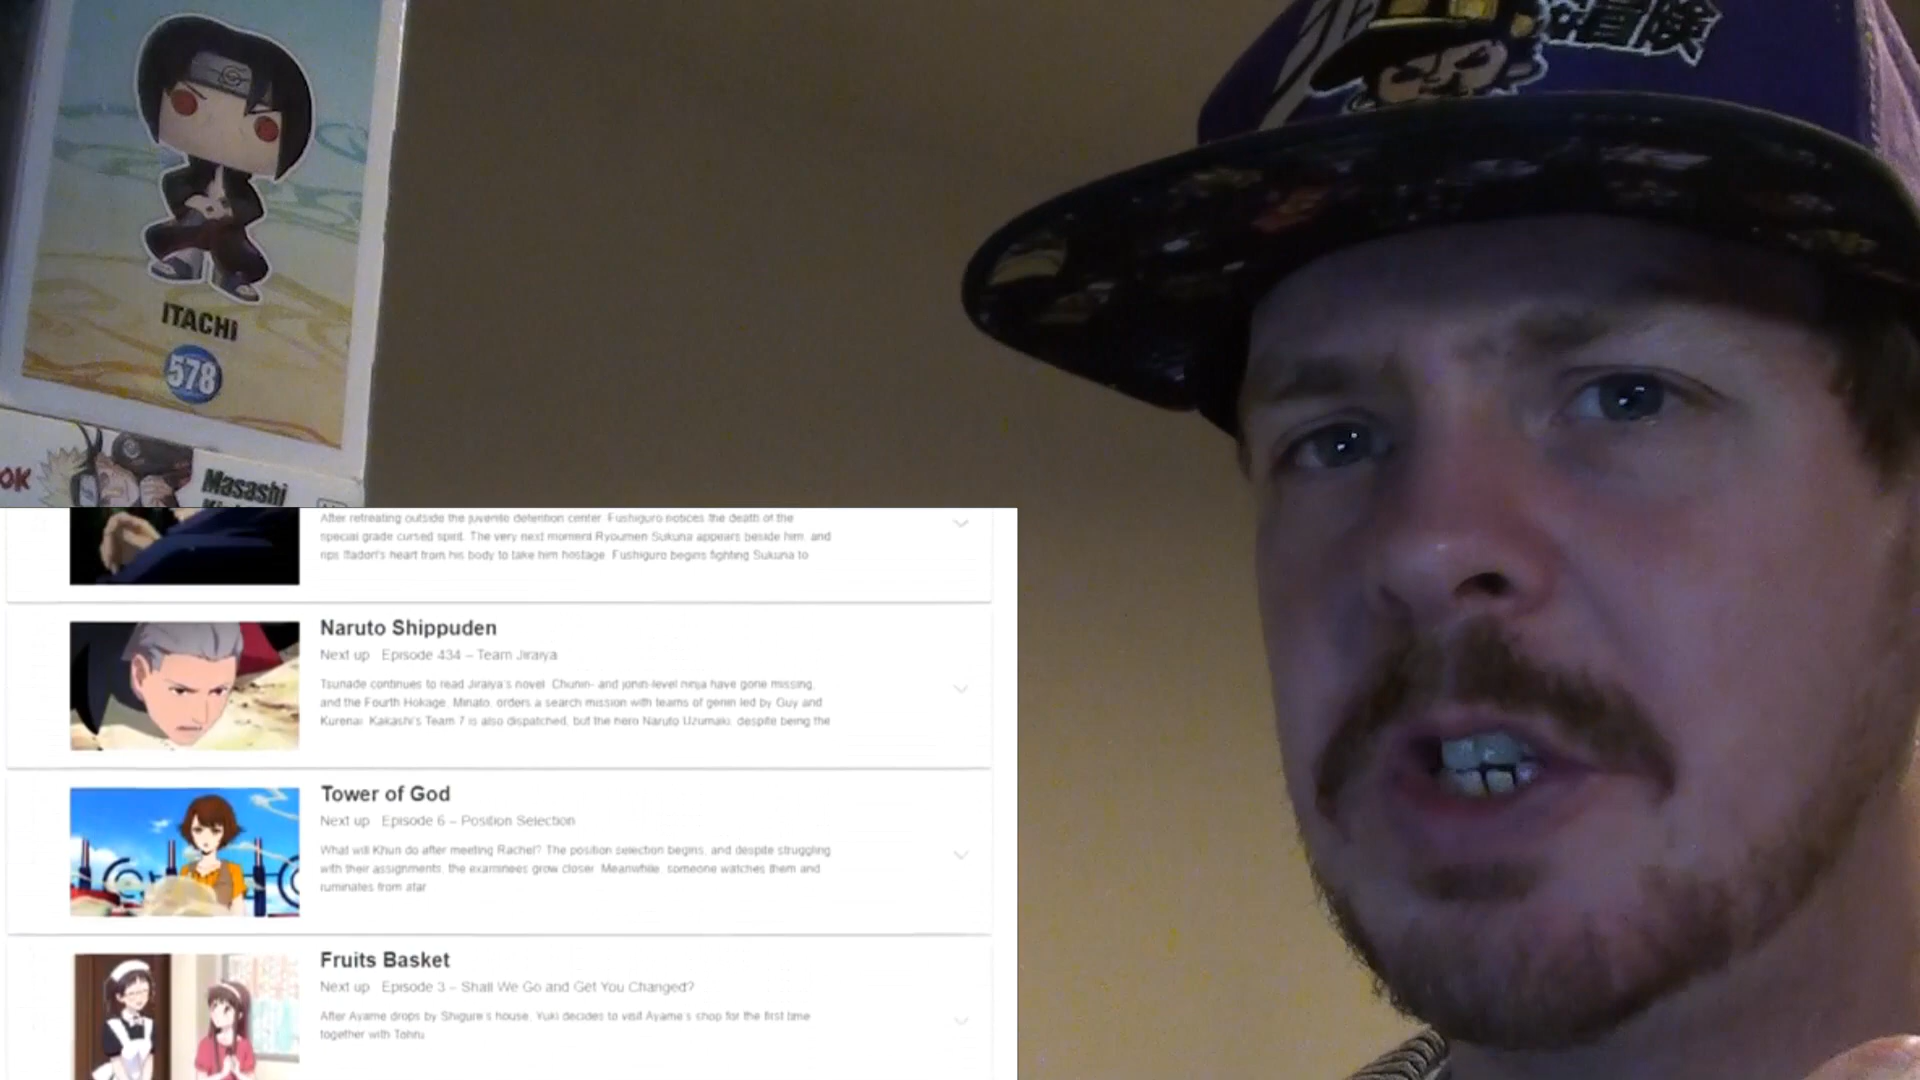 の冒険
ITACHI
578
OK
Masashi
After retreating outside the juvenile detention center, Fushiguro notices the death of the
special grade cursed spirit. The very next moment Ryoumen Sukuna appears beside him, and
rips Itadori's heart from his body to take him hostage. Fushiguro begins fighting Sukuna to
Naruto Shippuden
Next up Episode 434 – Team Jiraiya
Tsunade continues to read Jiraiya's novel. Chunin- and jonin-level ninja have gone missing,
and the Fourth Hokage, Minato, orders a search mission with teams of genin led by Guy and
Kurenai. Kakashi's Team 7 is also dispatched, but the hero Naruto Uzumaki, despite being the
Tower of God
Next up Episode 6 – Position Selection
What will Khun do after meeting Rachel? The position selection begins, and despite struggling
with their assignments, the examinees grow closer. Meanwhile, someone watches them and
ruminates from afar.
Fruits Basket
Next up Episode 3 – Shall We Go and Get You Changed?
After Ayame drops by Shigure's house, Yuki decides to visit Ayame's shop for the first time
together with Tohru.